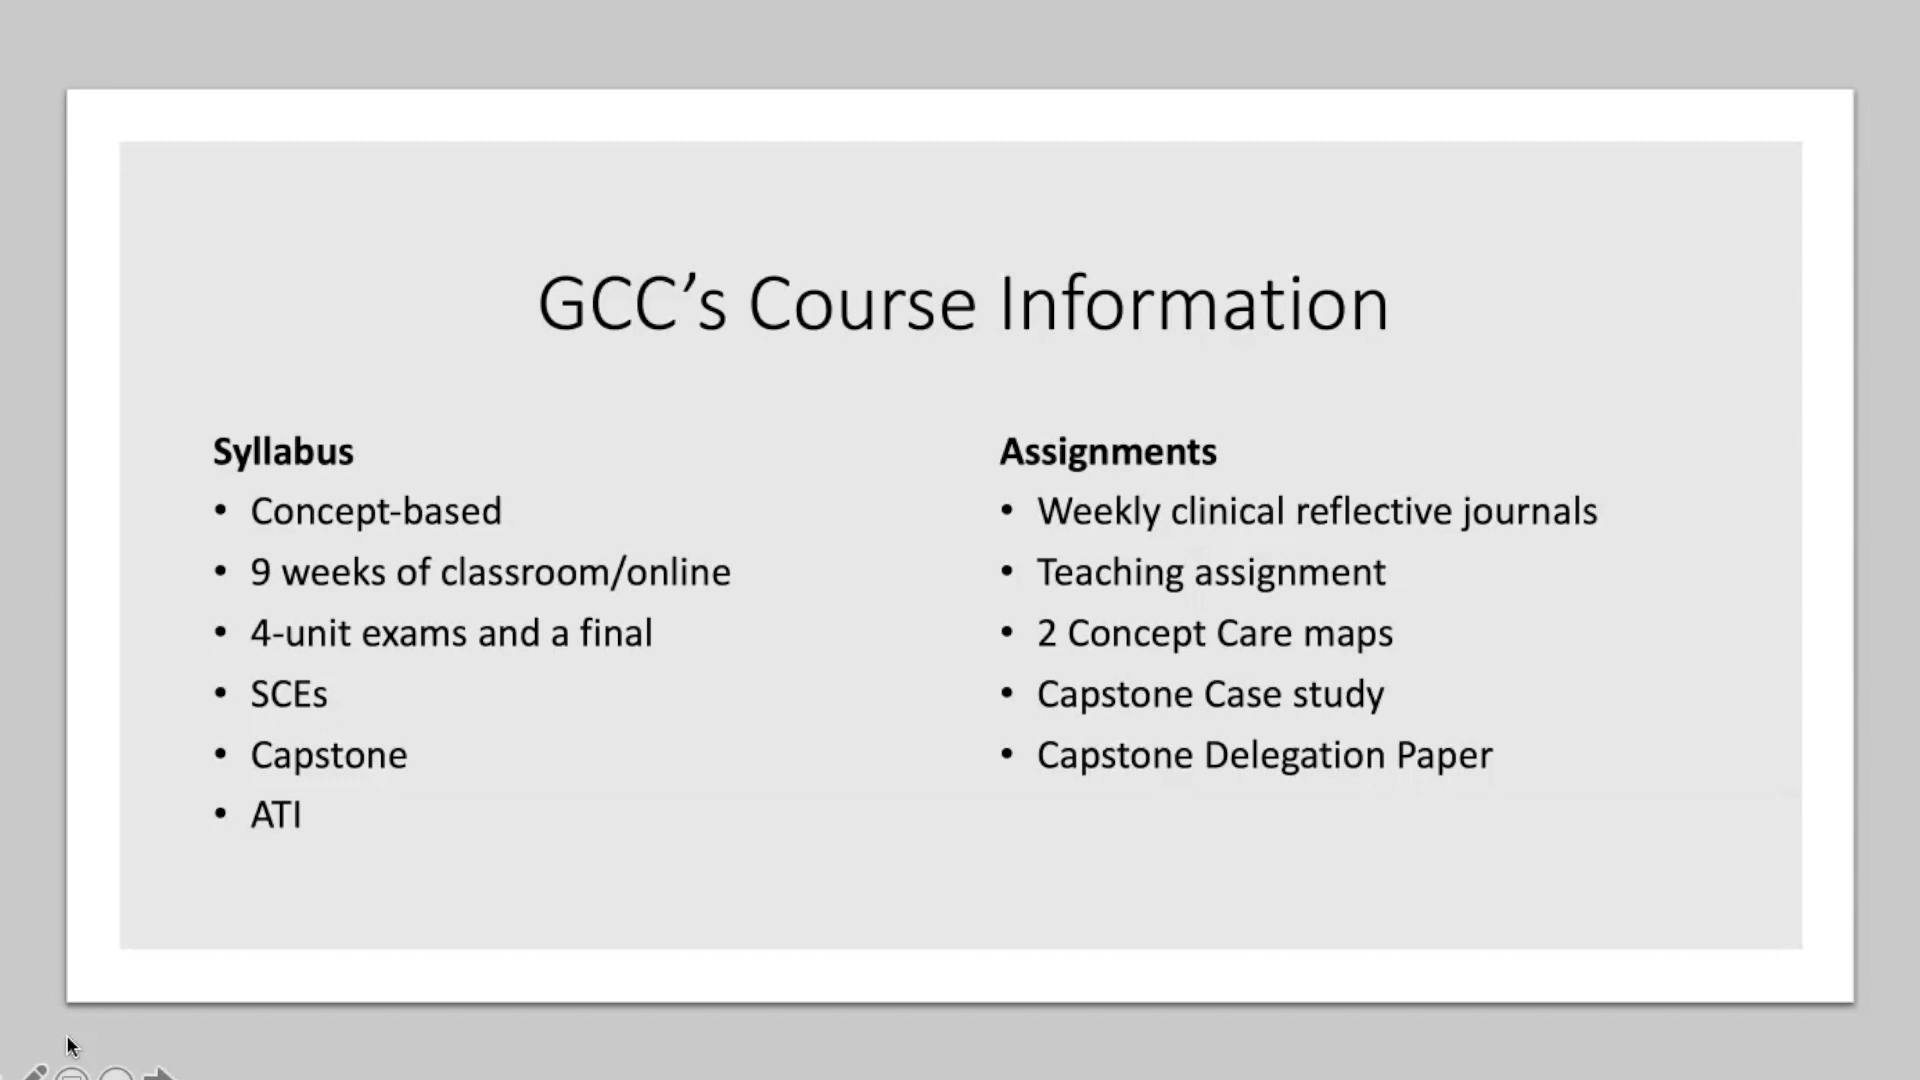 GCC’s Course Information
Syllabus
• Concept-based
• 9 weeks of classroom/online
• 4-unit exams and a final
• SCEs
• Capstone
• ATI
Assignments
• Weekly clinical reflective journals
• Teaching assignment
• 2 Concept Care maps
• Capstone Case study
• Capstone Delegation Paper